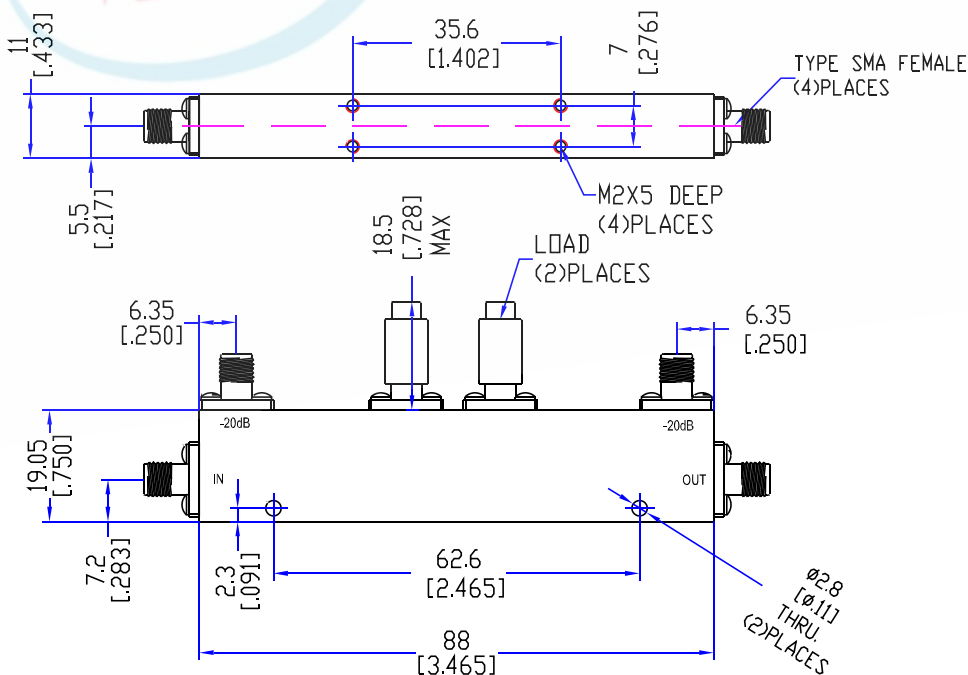 11
[.433]
35.6
[1.402]
7
[.276]
TYPE SMA FEMALE
(4)PLACES
5.5
[.217]
M2X5 DEEP
(4)PLACES
18.5
[.728]
MAX
LOAD
(2)PLACES
6.35
[.250]
6.35
[.250]
-20dB
-20dB
19.05
[.750]
IN
OUT
7.2
[.283]
2.3
[.091]
62.6
[2.465]
ø2.8
[ø.11]
THRU.
(2)PLACES
88
[3.465]